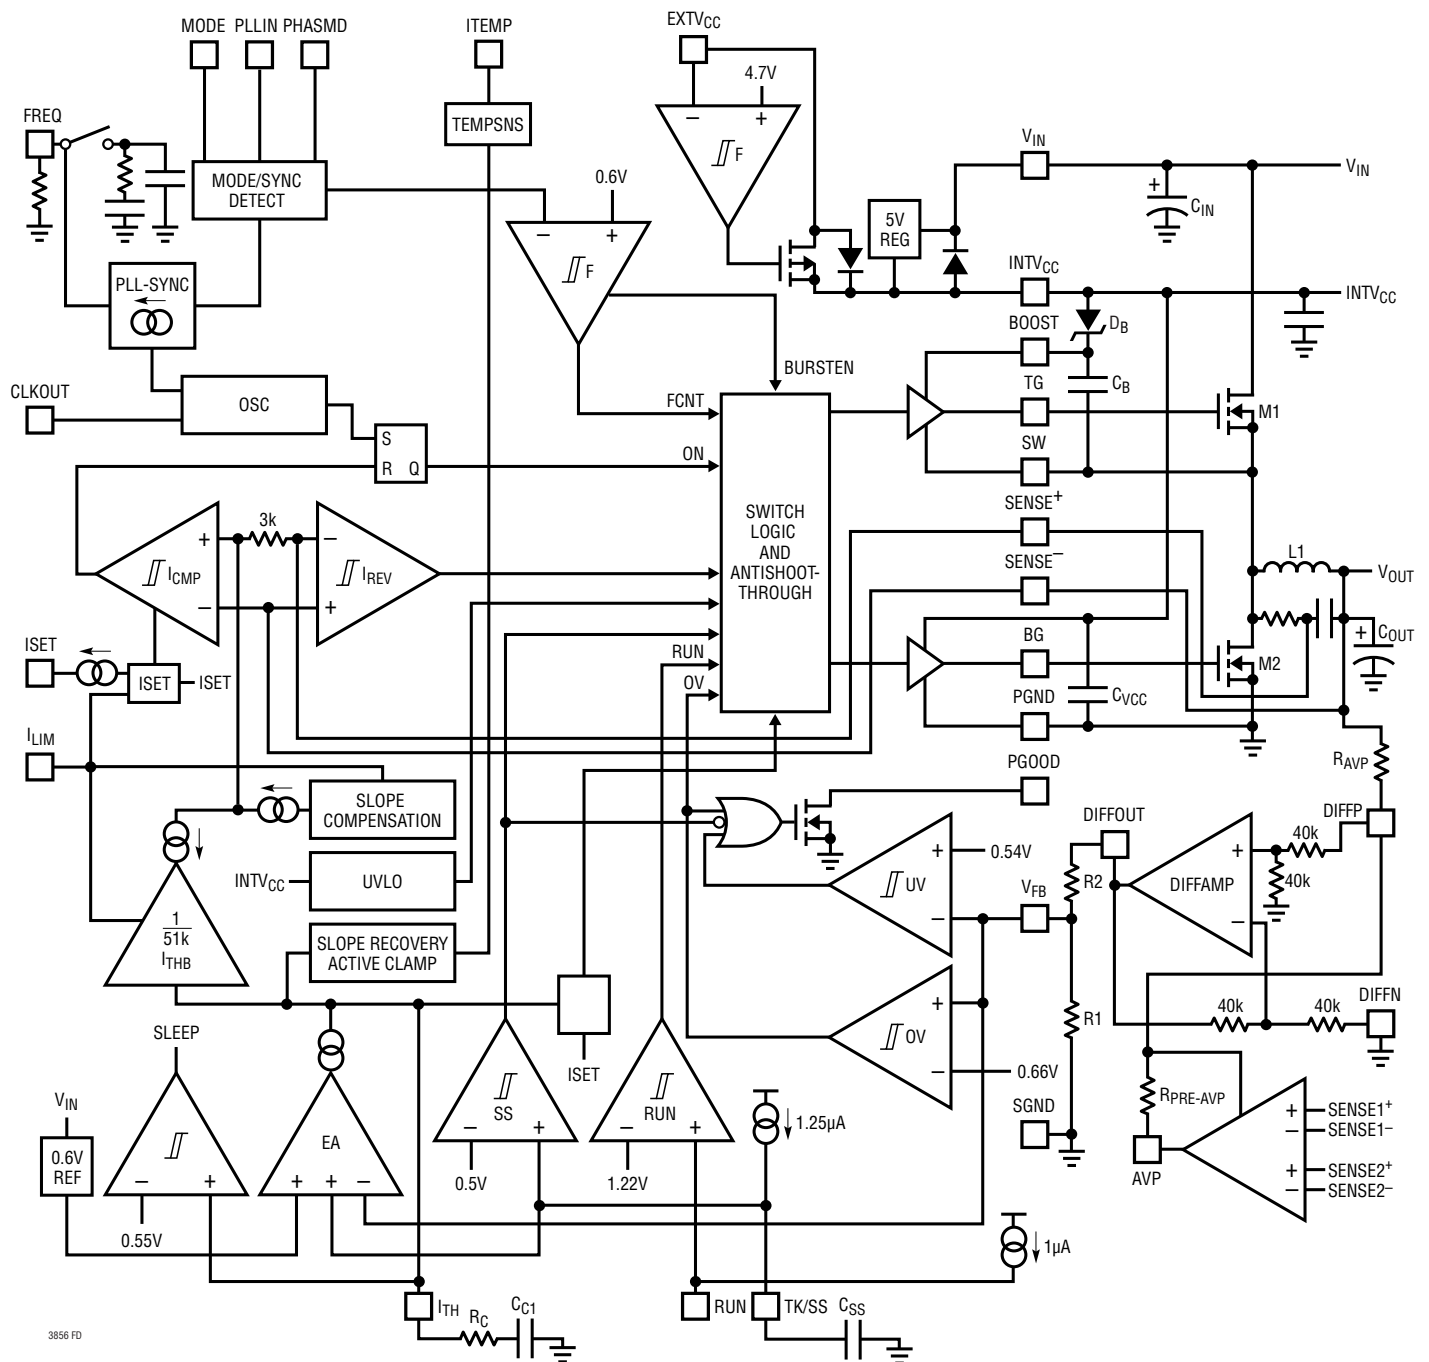 MODE PLLIN PHASMD
ITEMP
EXTVCC
4.7V
FREQ
TEMPSNS
– +
F
MODE/SYNC
DETECT
0.6V
– +
F
VIN
VIN
+
CIN
5V
REG
PLL-SYNC
INTVCC
INTVCC
BOOST
DB
BURSTEN
CLKOUT
OSC
FCNT
TG
CB
M1
S
R Q
ON
SW
SENSE+
3k
+
–
ICMP
–
+
IREV
SWITCH
LOGIC
AND
ANTISHOOT-
THROUGH
SENSE–
L1
VOUT
ISET
ISET
ISET
RUN
OV
BG
M2
+
COUT
CVCC
PGND
ILIM
PGOOD
RAVP
SLOPE
COMPENSATION
DIFFOUT
DIFFP
INTVCC
UVLO
+
–
UV
0.54V
VFB
R2
+
–
DIFFAMP
40k
40k
1
51k
ITHB
SLOPE RECOVERY
ACTIVE CLAMP
+
–
OV
0.66V
R1
40k
40k
DIFFN
SLEEP
ISET
SS
– +
0.5V
RUN
– +
1.22V
1.25µA
SGND
RPRE-AVP
AVP
+ SENSE1+
– SENSE1–
+ SENSE2+
– SENSE2–
VIN
0.6V
REF
– +
0.55V
EA
+ + –
1µA
ITH
RC
CC1
RUN
TK/SS
CSS
3856 FD